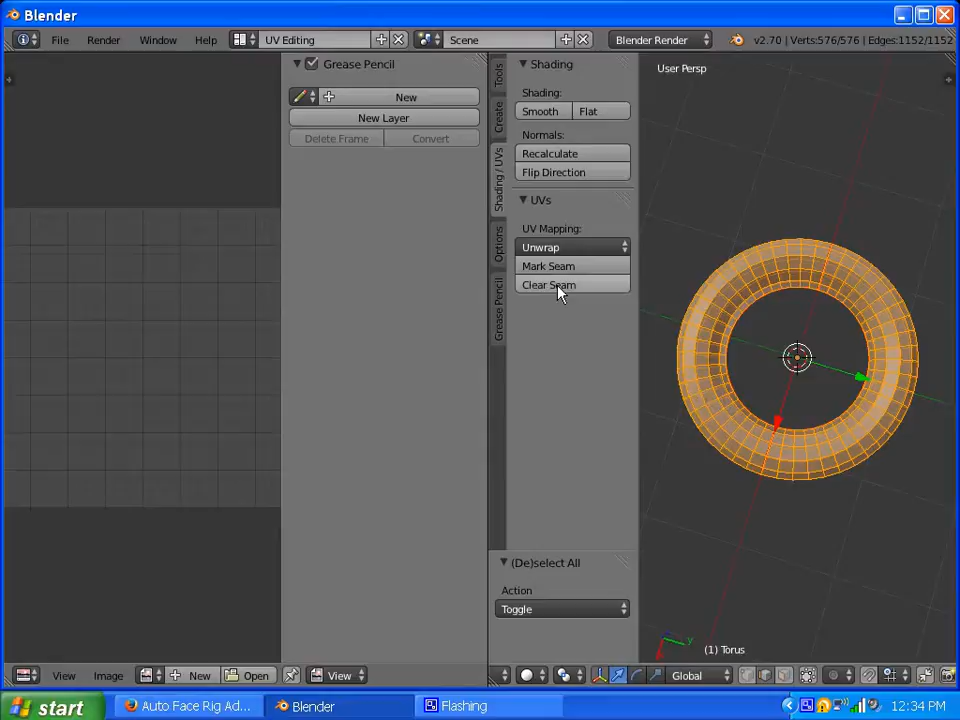 Blender
File Render Window Help UV Editing Scene Blender Render v2.70 | Verts:576/576 | Edges:1152/1152
Grease Pencil
New
New Layer
Delete Frame Convert
Tools
Create
Shading / UVs
Options
Grease Pencil
Shading
Shading:
Smooth Flat
Normals:
Recalculate
Flip Direction
UVs
UV Mapping:
Unwrap
Mark Seam
Clear Seam
(De)select All
Action
Toggle
User Persp
y
(1) Torus
View Image New Open View Global
start Auto Face Rig Ad... Blender Flashing 12:34 PM